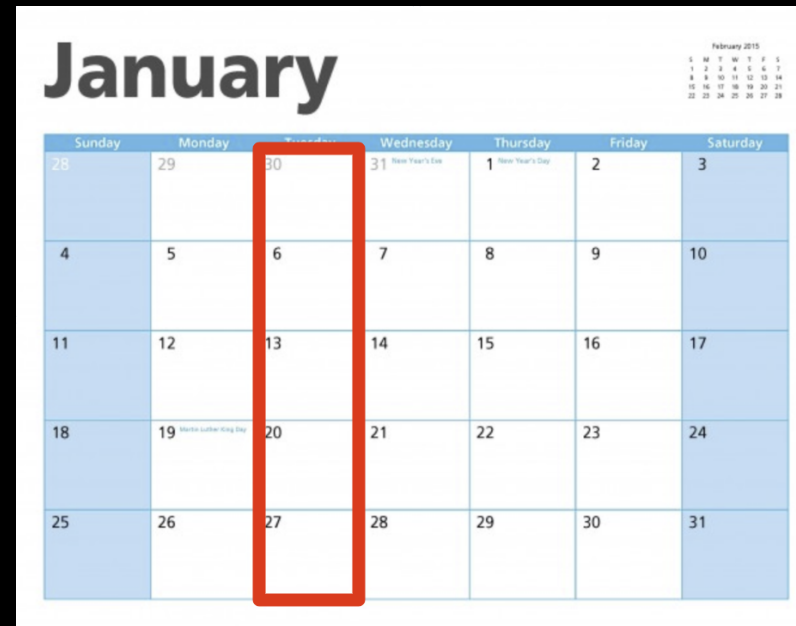 January
February 2015
S M T W T F S
1 2 3 4 5 6 7
8 9 10 11 12 13 14
15 16 17 18 19 20 21
22 23 24 25 26 27 28
Sunday Monday Tuesday Wednesday Thursday Friday Saturday
28 29 30 31 New Year's Eve 1 New Year's Day 2 3
4 5 6 7 8 9 10
11 12 13 14 15 16 17
18 19 Martin Luther King Day 20 21 22 23 24
25 26 27 28 29 30 31